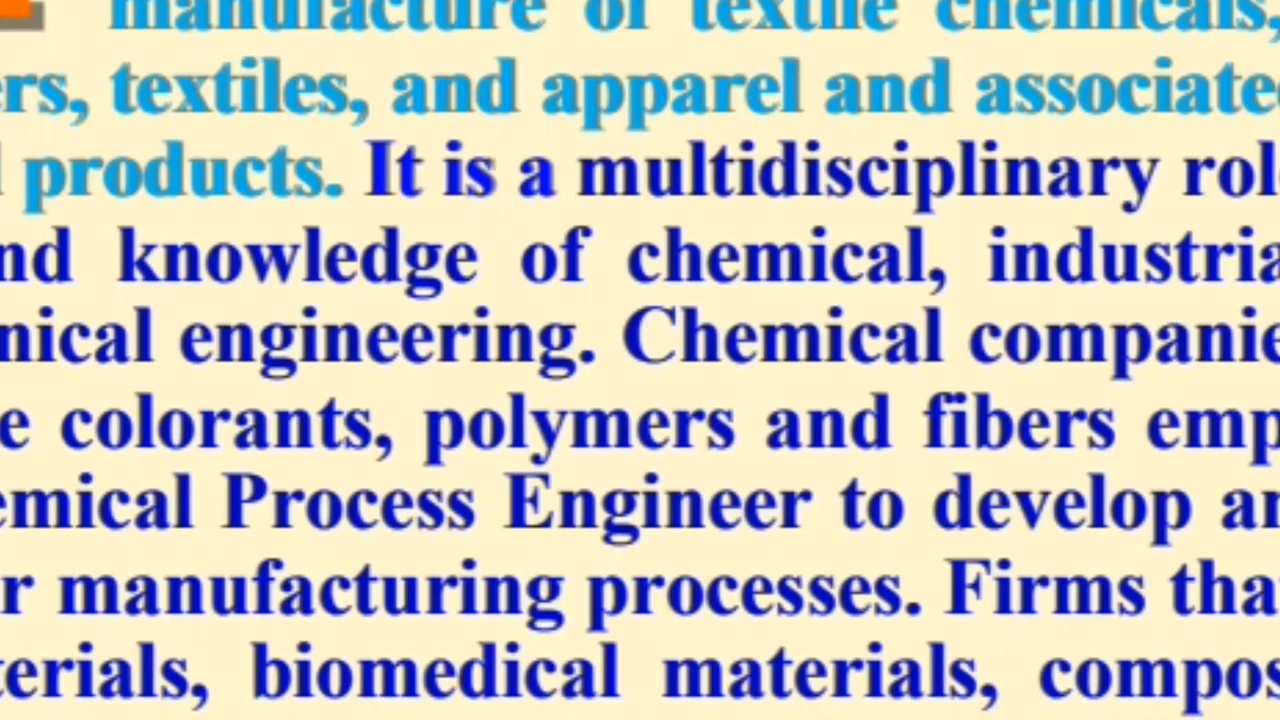 manufacture of textile chemicals,
ers, textiles, and apparel and associate
products. It is a multidisciplinary rol
nd knowledge of chemical, industria
mical engineering. Chemical companie
e colorants, polymers and fibers emp
emical Process Engineer to develop an
r manufacturing processes. Firms tha
terials, biomedical materials, compos